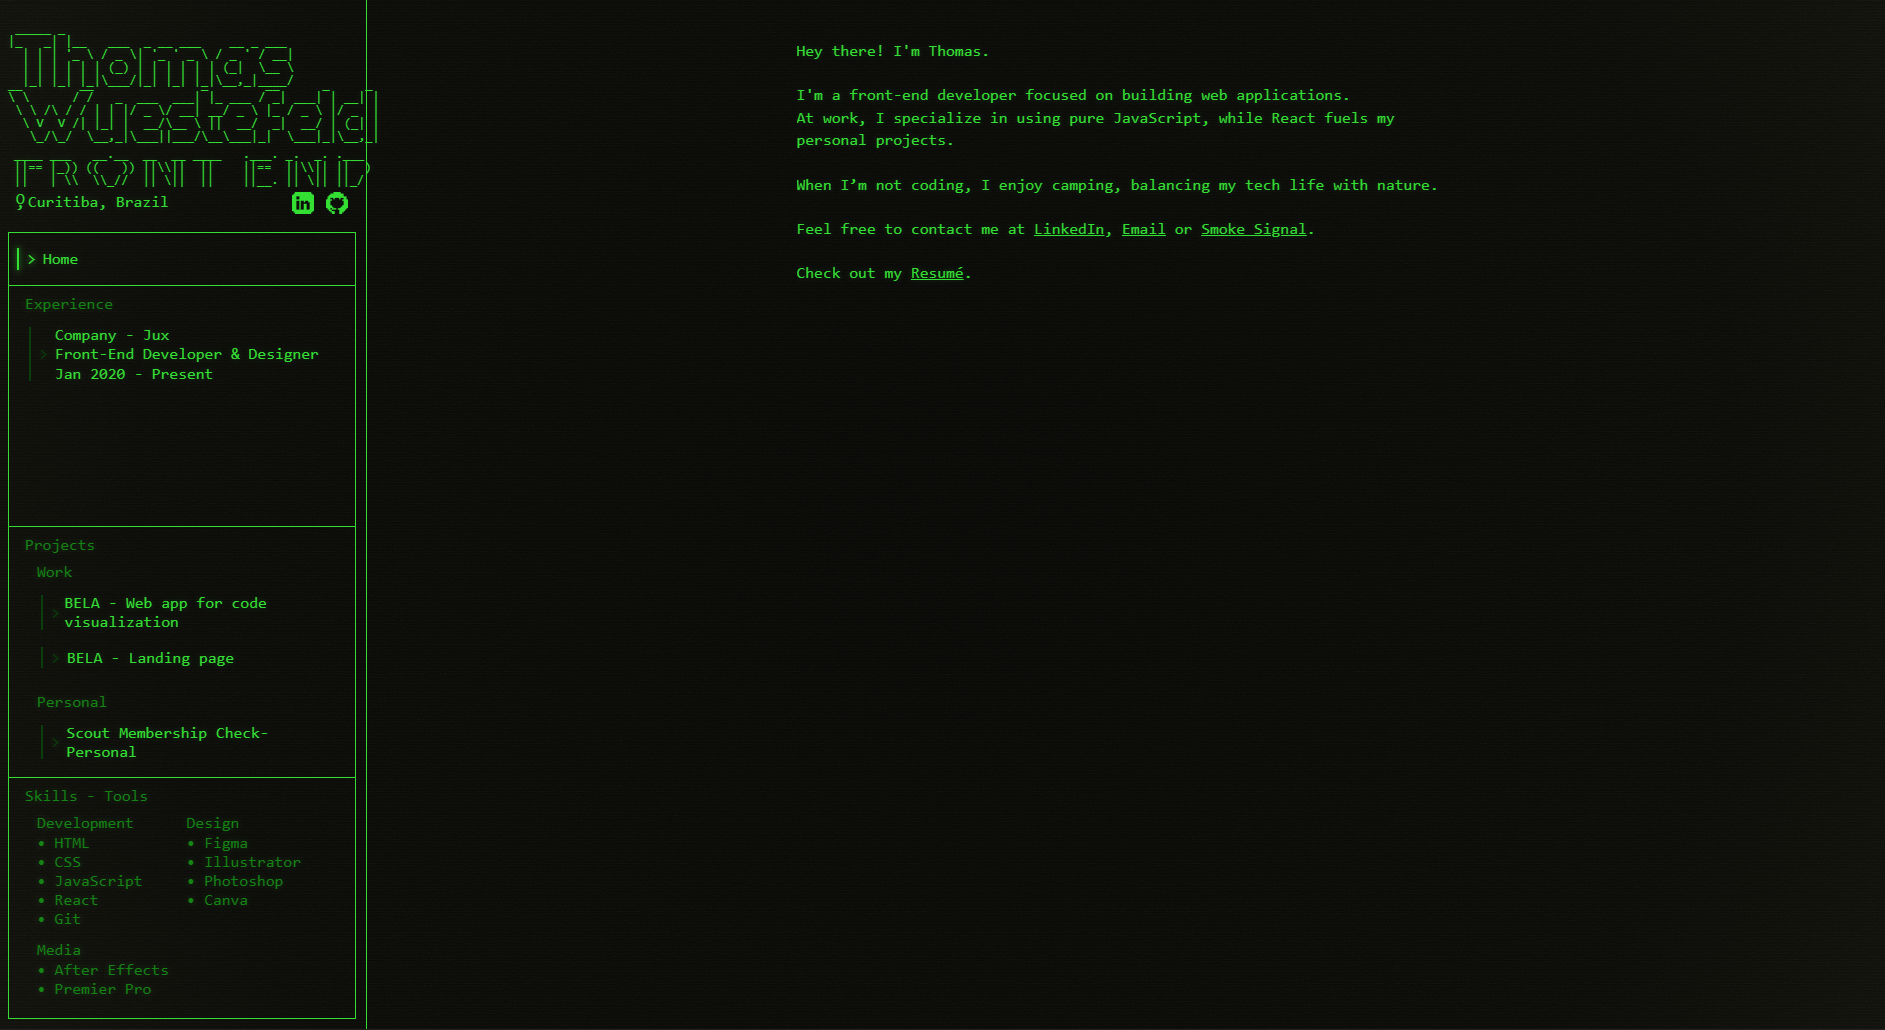 Thomas
Wuestefeld
FRONT END
Curitiba, Brazil
> Home
Experience
Company - Jux
> Front-End Developer & Designer
Jan 2020 - Present
Projects
Work
> BELA - Web app for code
visualization
> BELA - Landing page
Personal
> Scout Membership Check-
Personal
Skills - Tools
Development
• HTML
• CSS
• JavaScript
• React
• Git
Design
• Figma
• Illustrator
• Photoshop
• Canva
Media
• After Effects
• Premier Pro
Hey there! I'm Thomas.
I'm a front-end developer focused on building web applications.
At work, I specialize in using pure JavaScript, while React fuels my
personal projects.
When I’m not coding, I enjoy camping, balancing my tech life with nature.
Feel free to contact me at LinkedIn, Email or Smoke Signal.
Check out my Resumé.